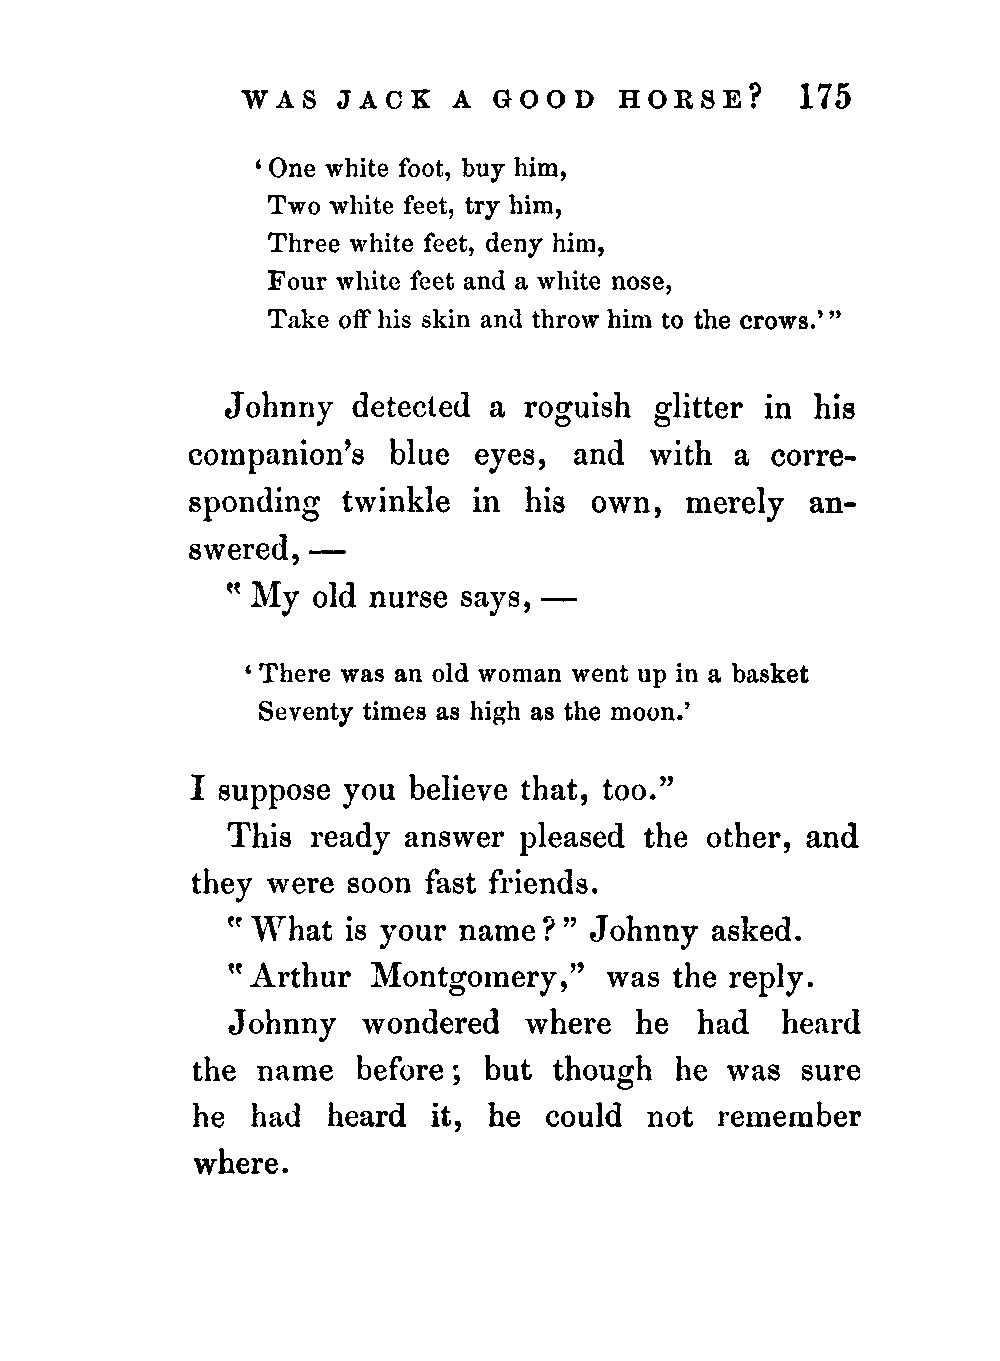 WAS JACK A GOOD HORSE? 175
‘One white foot, buy him,
Two white feet, try him,
Three white feet, deny him,
Four white feet and a white nose,
Take off his skin and throw him to the crows.’”
Johnny detected a roguish glitter in his
companion’s blue eyes, and with a corre-
sponding twinkle in his own, merely an-
swered, —
“My old nurse says, —
‘There was an old woman went up in a basket
Seventy times as high as the moon.’
I suppose you believe that, too.”
This ready answer pleased the other, and
they were soon fast friends.
“What is your name?” Johnny asked.
“Arthur Montgomery,” was the reply.
Johnny wondered where he had heard
the name before; but though he was sure
he had heard it, he could not remember
where.